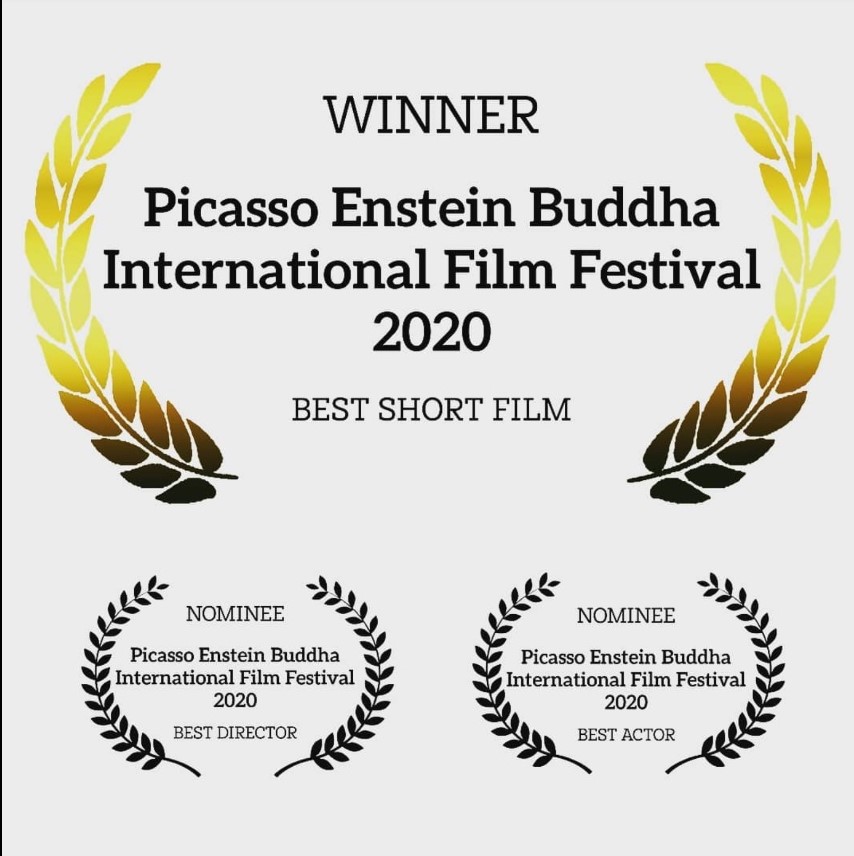 WINNER
Picasso Enstein Buddha
International Film Festival
2020
BEST SHORT FILM
NOMINEE
Picasso Enstein Buddha
International Film Festival
2020
BEST DIRECTOR
NOMINEE
Picasso Enstein Buddha
International Film Festival
2020
BEST ACTOR